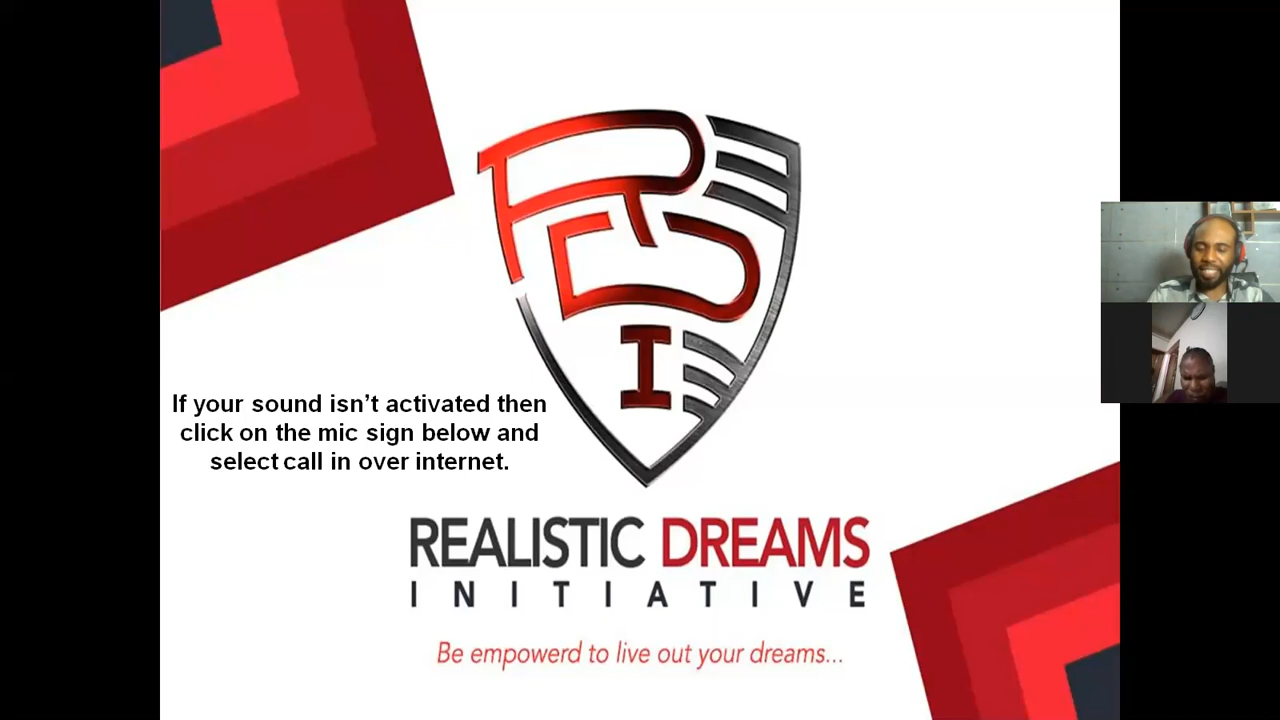 If your sound isn't activated then
click on the mic sign below and
select call in over internet.
REALISTIC DREAMS
INITIATIVE
Be empowerd to live out your dreams...